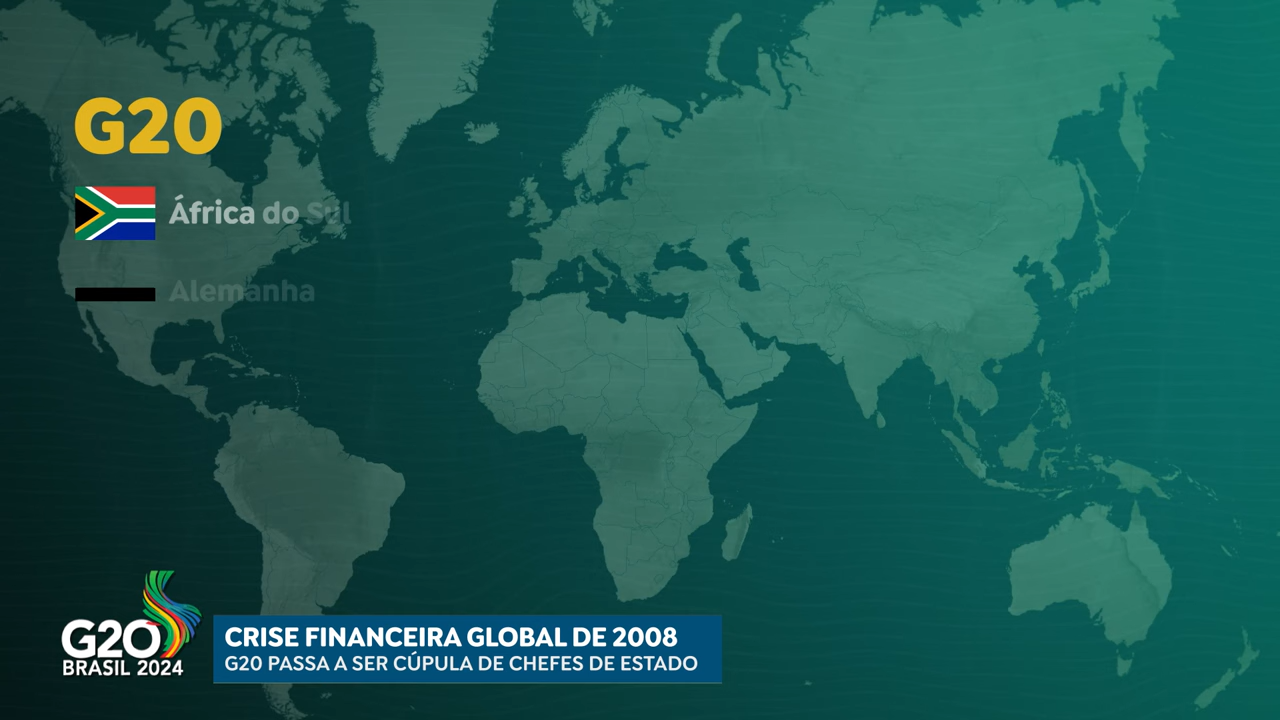 G20
África do Sul
Alemanha
G20
BRASIL 2024
CRISE FINANCEIRA GLOBAL DE 2008
G20 PASSA A SER CÚPULA DE CHEFES DE ESTADO